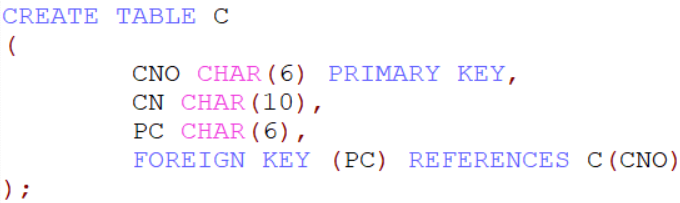 CREATE TABLE C
(
CNO CHAR(6) PRIMARY KEY,
CN CHAR(10),
PC CHAR(6),
FOREIGN KEY (PC) REFERENCES C(CNO)
);